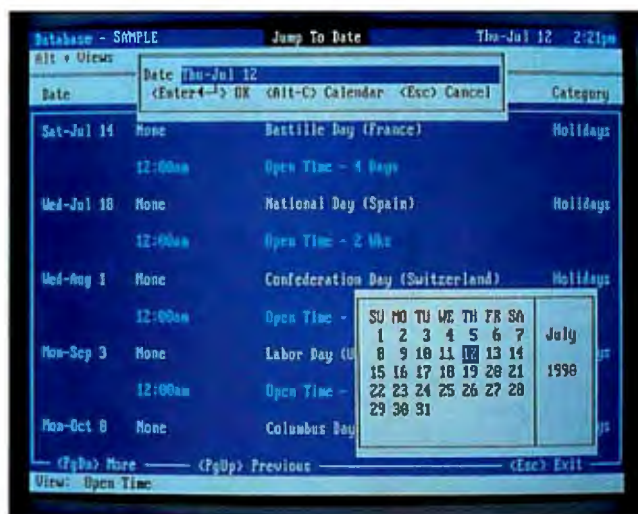 Database - SAMPLE Jump To Date Thu-Jul 12 2:21pm
Alt + Views
Date Thu-Jul 12
<Enter◄┘> OK <Alt-C> Calendar <Esc> Cancel
Date Category
Sat-Jul 14 None Bastille Day (France) Holidays
12:00am Open Time - 4 Days
Wed-Jul 18 None National Day (Spain) Holidays
12:00am Open Time - 2 Wks
Wed-Aug 1 None Confederation Day (Switzerland) Holidays
12:00am Open Time -
Mon-Sep 3 None Labor Day (U ys
12:00am Open Time -
Mon-Oct 8 None Columbus Day ys
SU MO TU WE TH FR SA
1 2 3 4 5 6 7 July
8 9 10 11 12 13 14
15 16 17 18 19 20 21 1990
22 23 24 25 26 27 28
29 30 31
<PgDn> More <PgUp> Previous <Esc> Exit
View: Open Time